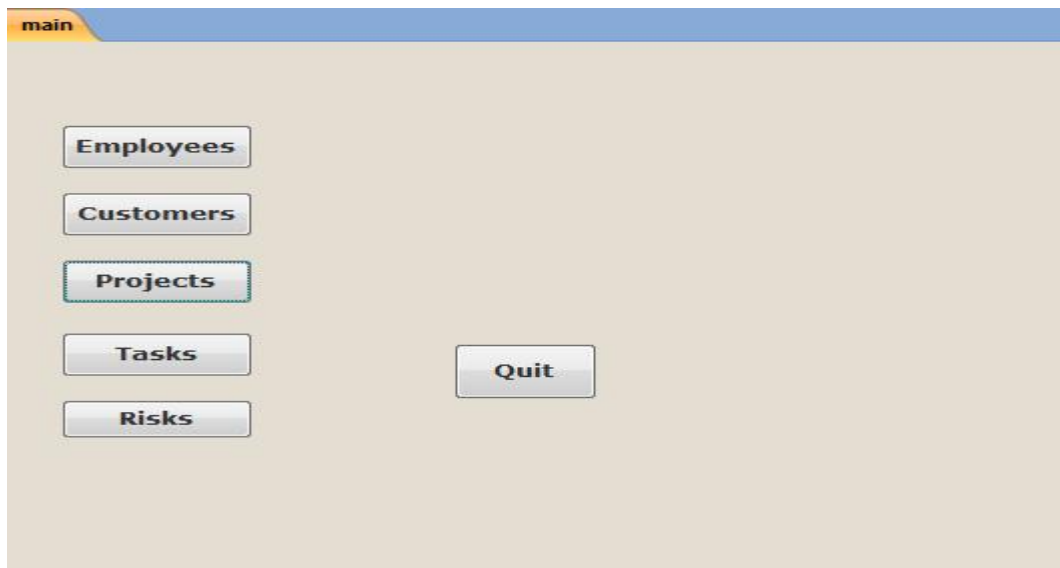 main
Employees
Customers
Projects
Tasks
Quit
Risks